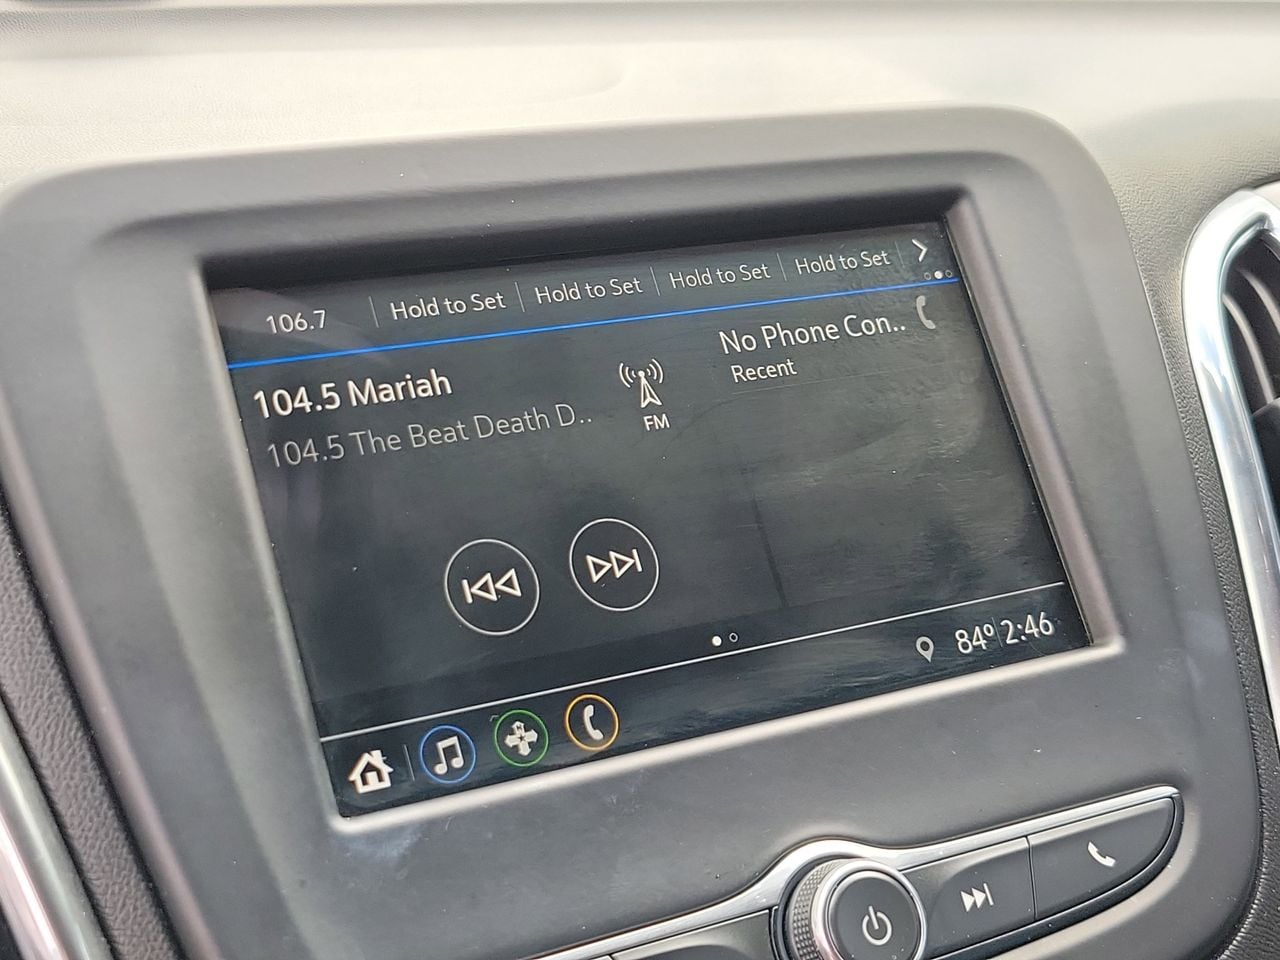 106.7 Hold to Set Hold to Set Hold to Set Hold to Set
104.5 Mariah
104.5 The Beat Death D..
FM
No Phone Con..
Recent
84° 2:46